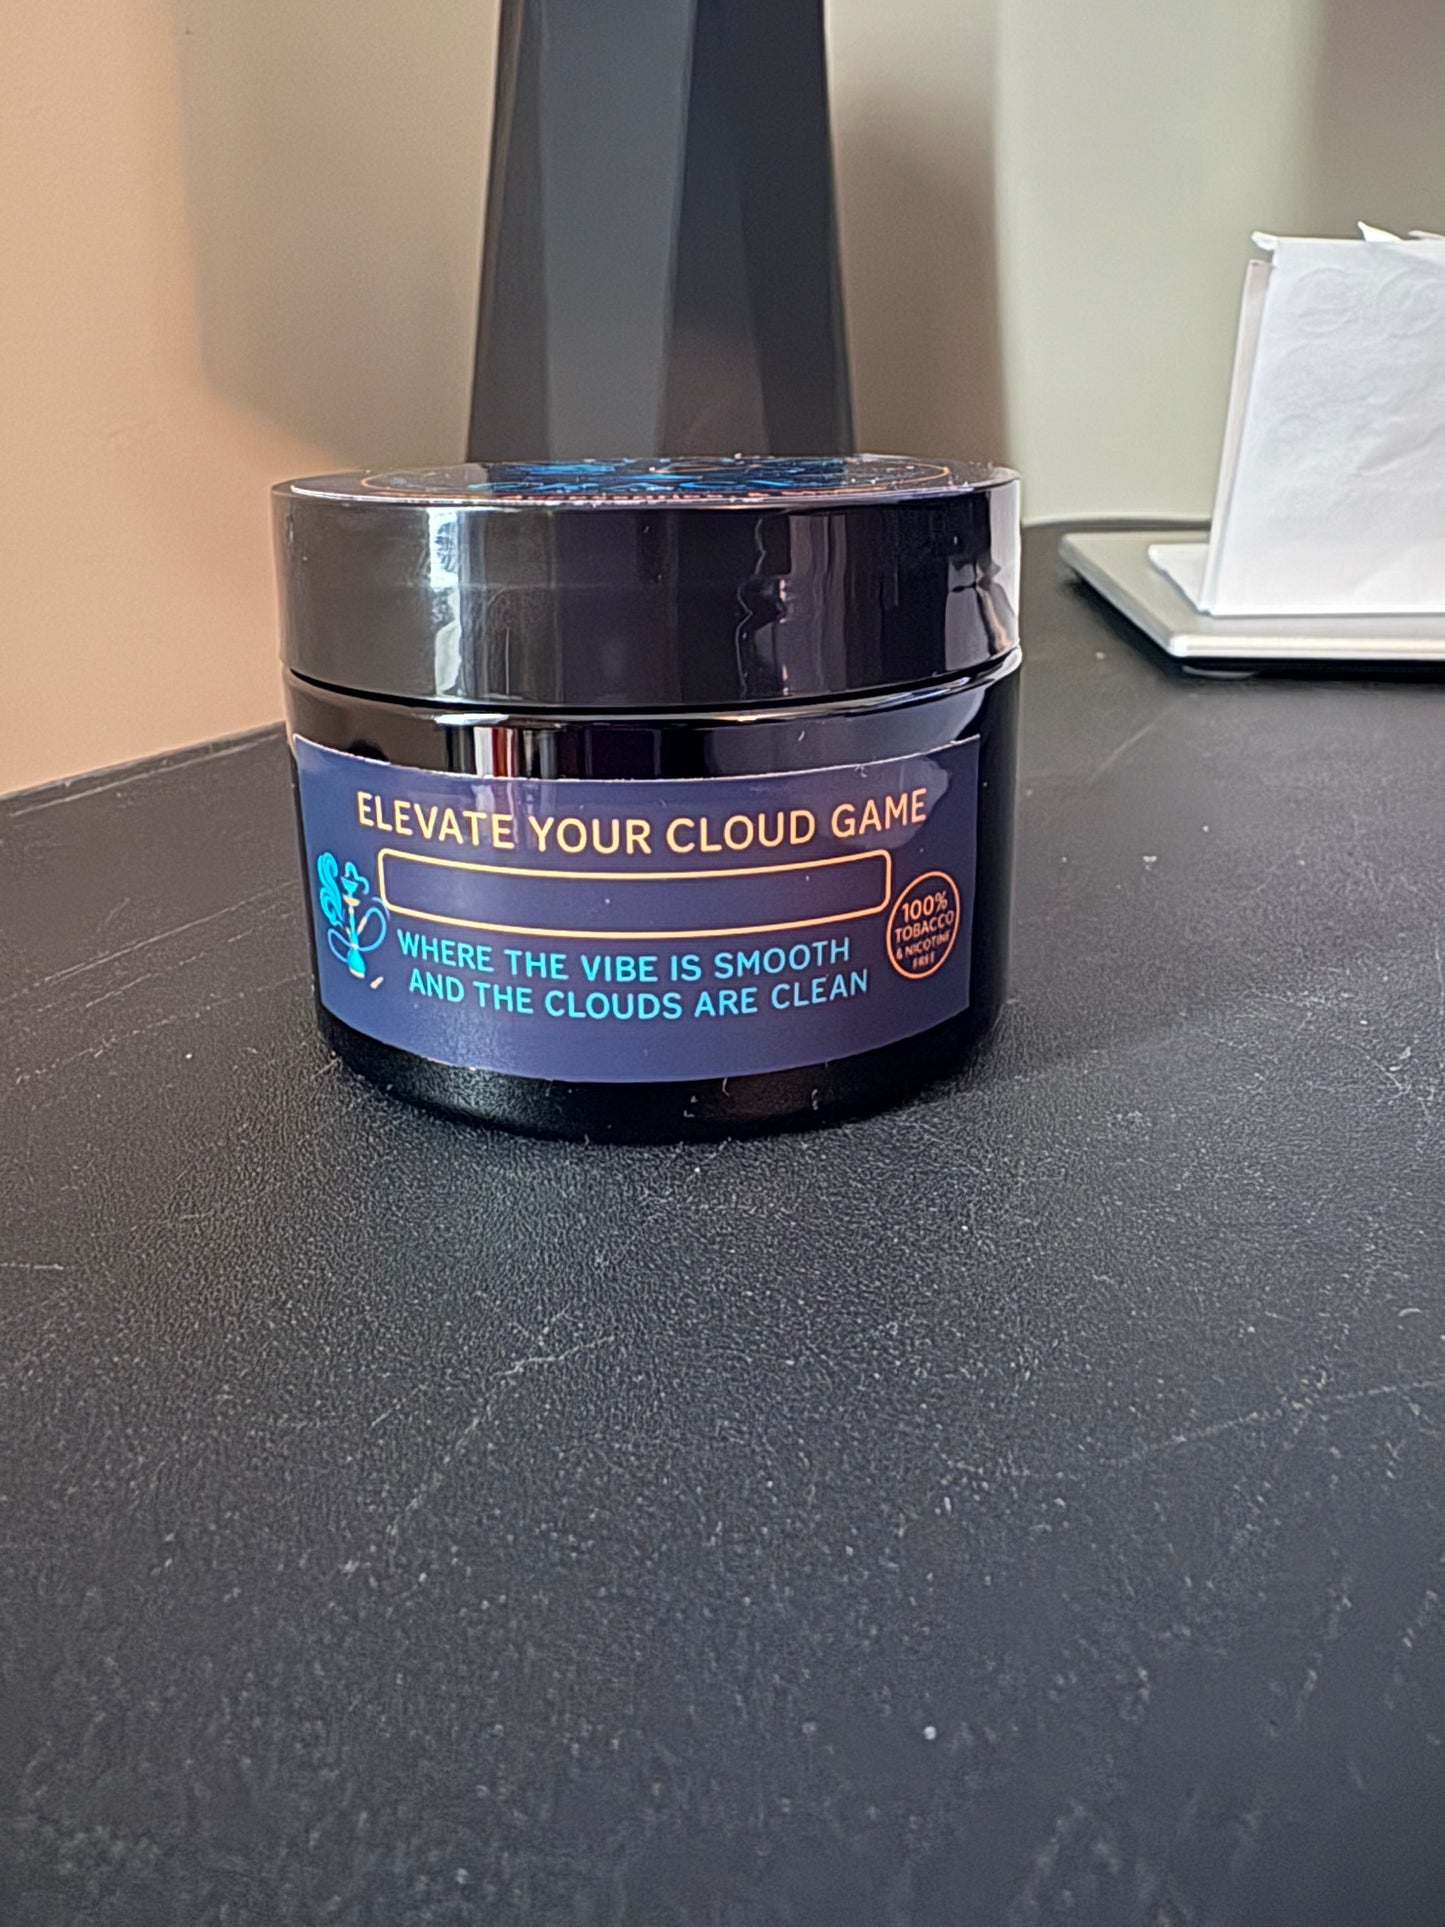 ELEVATE YOUR CLOUD GAME
WHERE THE VIBE IS SMOOTH
AND THE CLOUDS ARE CLEAN
100%
TOBACCO
& NICOTINE
FREE